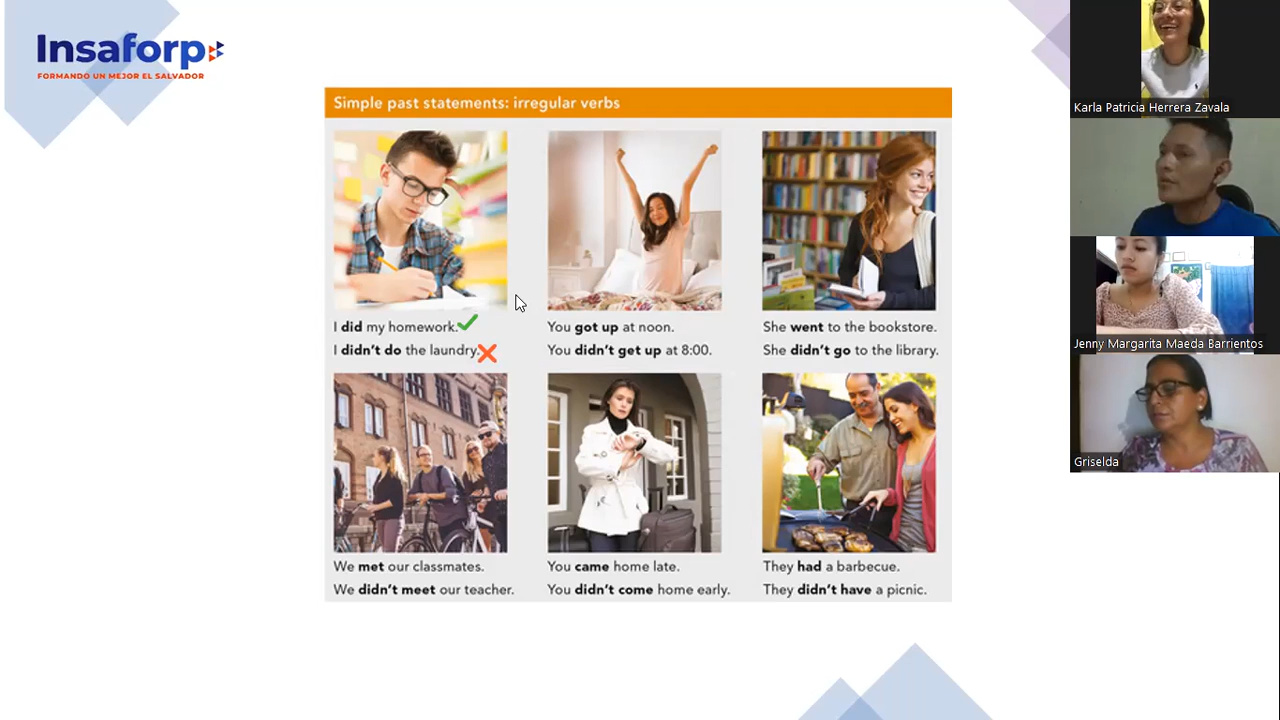 Insaforp
FORMANDO UN MEJOR EL SALVADOR
Simple past statements: irregular verbs
I did my homework.
I didn't do the laundry.
You got up at noon.
You didn't get up at 8:00.
She went to the bookstore.
She didn't go to the library.
We met our classmates.
We didn't meet our teacher.
You came home late.
You didn't come home early.
They had a barbecue.
They didn't have a picnic.
Karla Patricia Herrera Zavala
Jenny Margarita Maeda Barrientos
Griselda